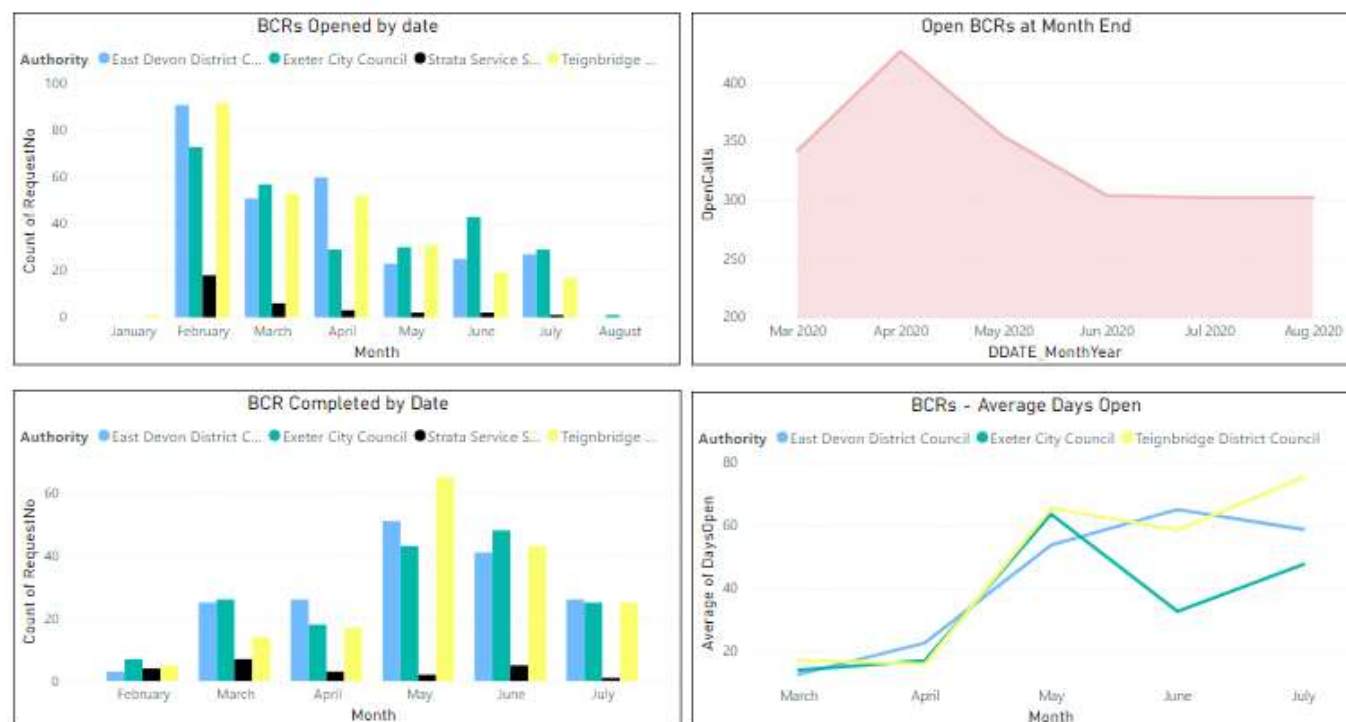 BCRs Opened by date
Authority East Devon District C... Exeter City Council Strata Service S... Teignbridge ...
Count of RequestNo
100
80
60
40
20
0
January February March April May June July August
Month
Open BCRs at Month End
OpenCalls
400
350
300
250
200
Mar 2020 Apr 2020 May 2020 Jun 2020 Jul 2020 Aug 2020
DDATE_MonthYear
BCR Completed by Date
Authority East Devon District C... Exeter City Council Strata Service S... Teignbridge ...
Count of RequestNo
60
40
20
0
February March April May June July
Month
BCRs - Average Days Open
Authority East Devon District Council Exeter City Council Teignbridge District Council
Average of DaysOpen
80
60
40
20
March April May June July
Month